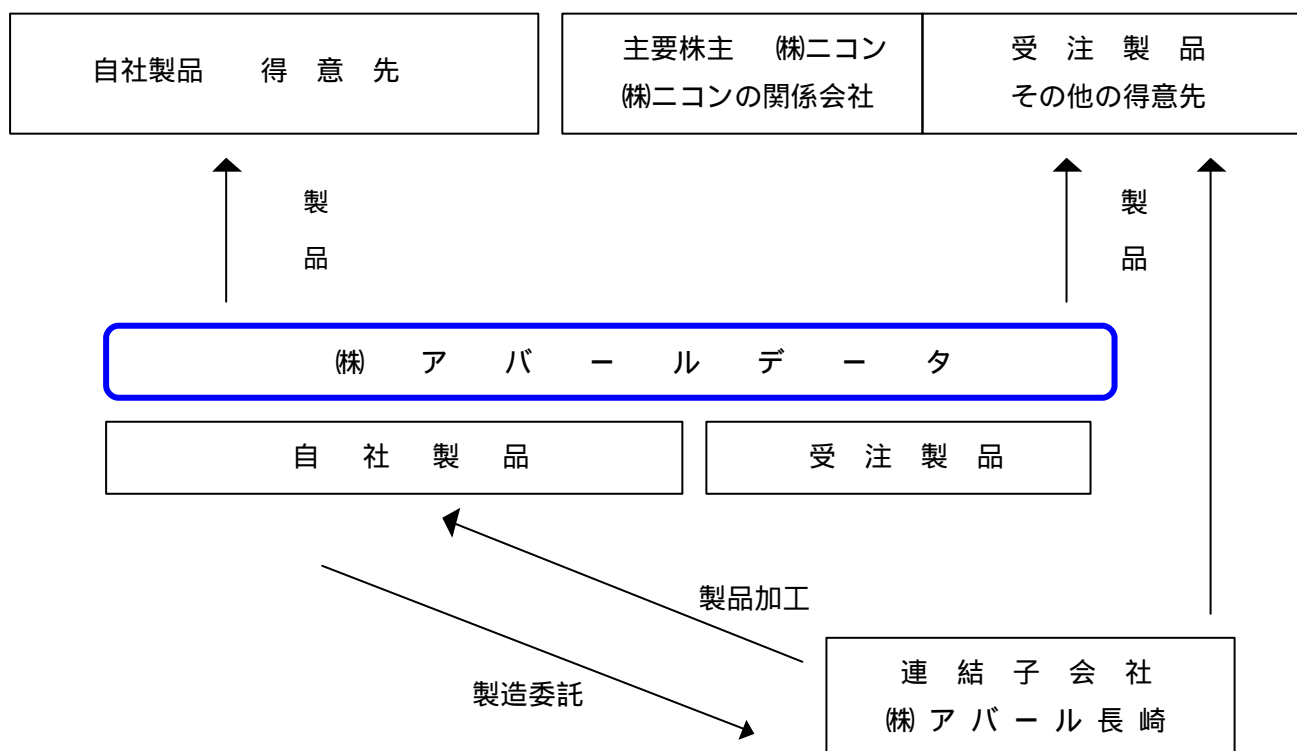 自社製品 得意先
主要株主 ㈱ニコン
㈱ニコンの関係会社
受注製品
その他の得意先
製品
製品
㈱アバールデータ
自社製品
受注製品
製品加工
製造委託
連結子会社
㈱アバール長崎